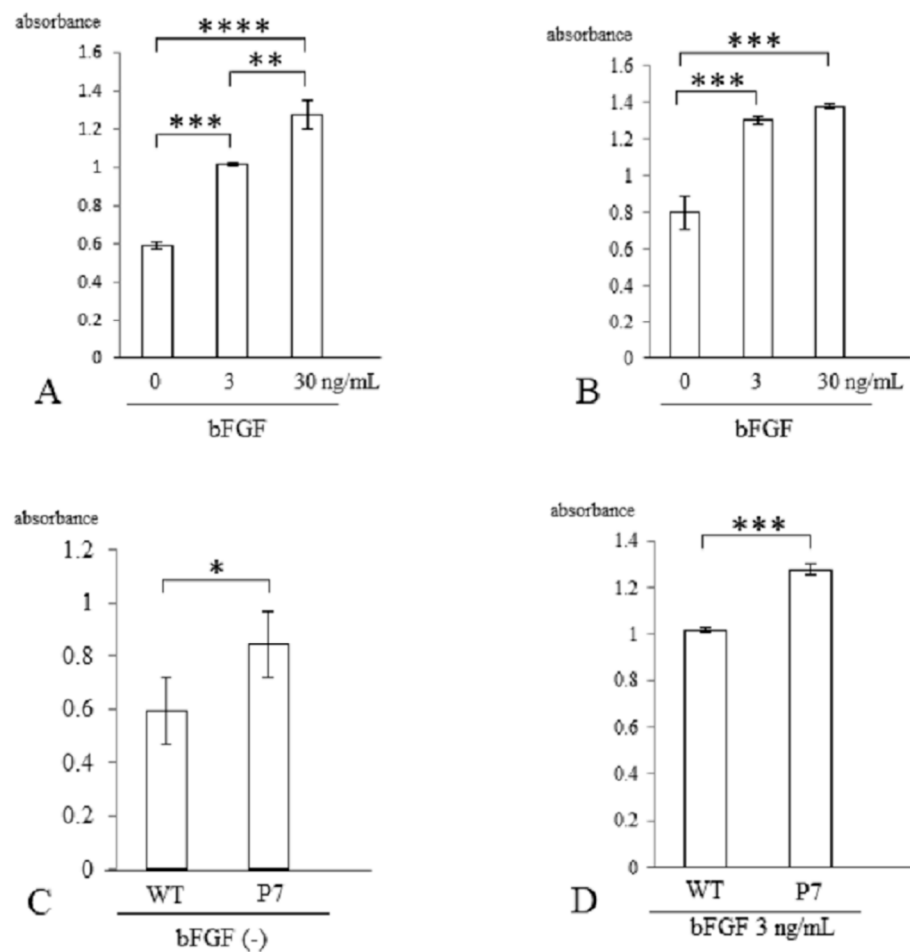 absorbance
****
**
***
1.6
1.4
1.2
1
0.8
0.6
0.4
0.2
0
0 3 30 ng/mL
A
bFGF
absorbance
***
***
1.6
1.4
1.2
1
0.8
0.6
0.4
0.2
0
0 3 30 ng/mL
B
bFGF
absorbance
*
1.2
1
0.8
0.6
0.4
0.2
0
WT P7
C
bFGF (-)
absorbance
***
1.4
1.2
1
0.8
0.6
0.4
0.2
0
WT P7
D
bFGF 3 ng/mL